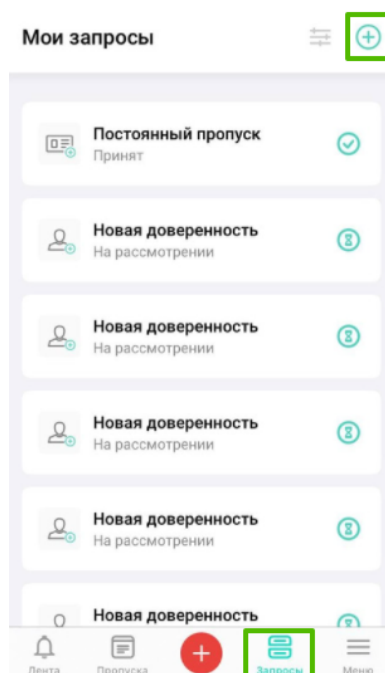 Мои запросы
Постоянный пропуск
Принят
Новая доверенность
На рассмотрении
Новая доверенность
На рассмотрении
Новая доверенность
На рассмотрении
Новая доверенность
На рассмотрении
Новая доверенность
Лента Пропуска Запросы Меню